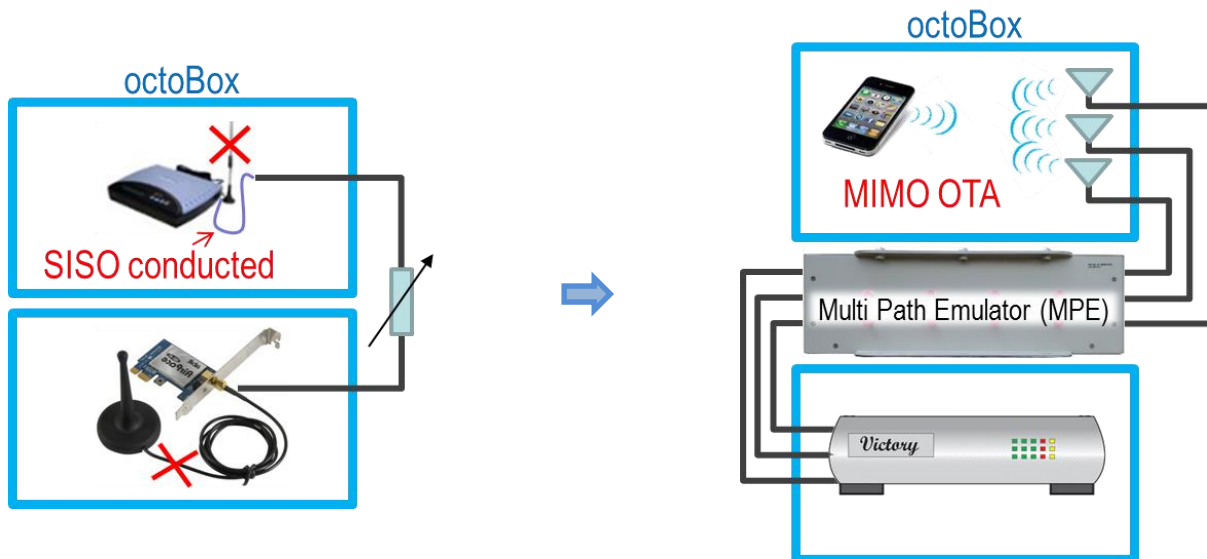 octoBox
SISO conducted
octoBox
MIMO OTA
Multi Path Emulator (MPE)
Victory